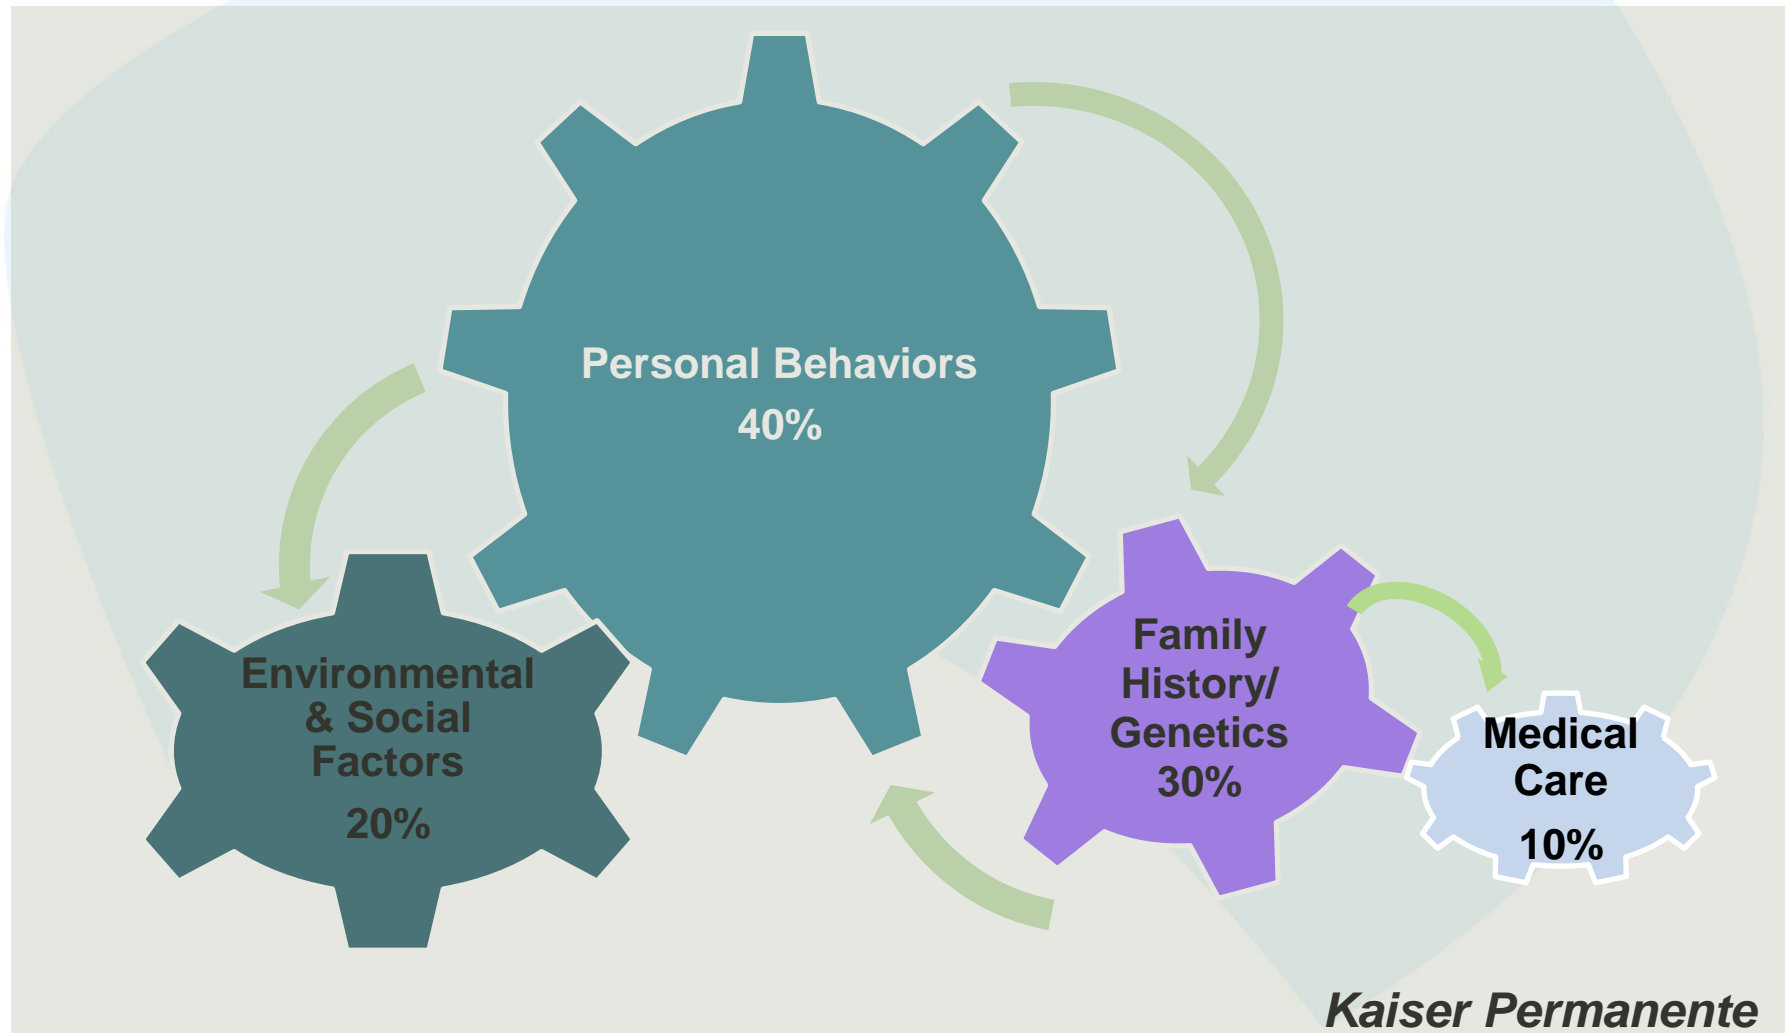 Personal Behaviors
40%
Environmental
& Social
Factors
20%
Family
History/
Genetics
30%
Medical
Care
10%
Kaiser Permanente